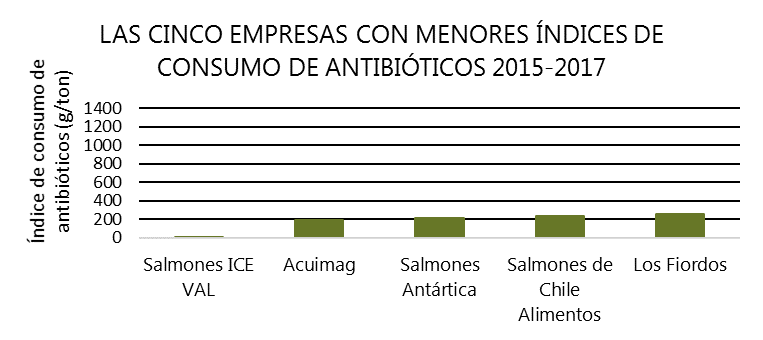 LAS CINCO EMPRESAS CON MENORES ÍNDICES DE
CONSUMO DE ANTIBIÓTICOS 2015-2017
Índice de consumo de
antibióticos (g/ton)
1400
1200
1000
800
600
400
200
0
Salmones ICE
VAL
Acuimag
Salmones
Antártica
Salmones de
Chile
Alimentos
Los Fiordos